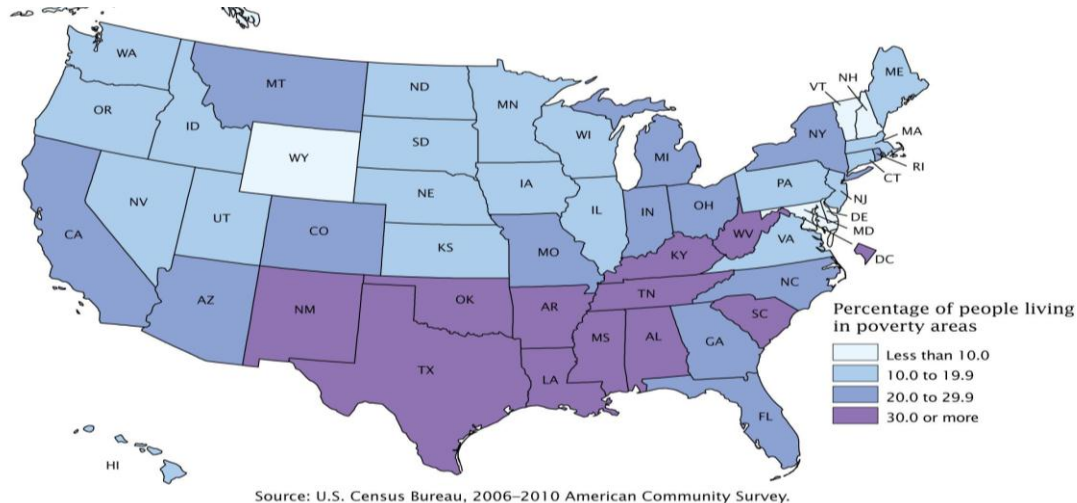 WA
MT
ND
MN
ME
VT
NH
OR
ID
WY
SD
WI
MI
NY
MA
RI
CT
NV
UT
NE
IA
IL
IN
OH
PA
NJ
DE
MD
DC
CA
CO
KS
MO
KY
WV
VA
AZ
NM
OK
AR
TN
NC
SC
TX
LA
MS
AL
GA
FL
HI
Percentage of people living
in poverty areas
Less than 10.0
10.0 to 19.9
20.0 to 29.9
30.0 or more
Source: U.S. Census Bureau, 2006–2010 American Community Survey.